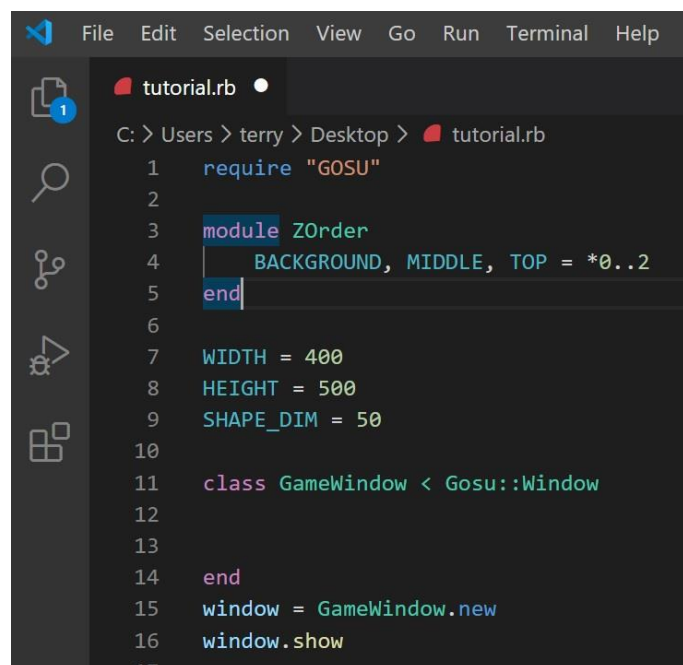 File Edit Selection View Go Run Terminal Help
tutorial.rb
1
C: > Users > terry > Desktop > tutorial.rb
1 require "GOSU"
2
3 module ZOrder
4 BACKGROUND, MIDDLE, TOP = *0..2
5 end
6
7 WIDTH = 400
8 HEIGHT = 500
9 SHAPE_DIM = 50
10
11 class GameWindow < Gosu::Window
12
13
14 end
15 window = GameWindow.new
16 window.show